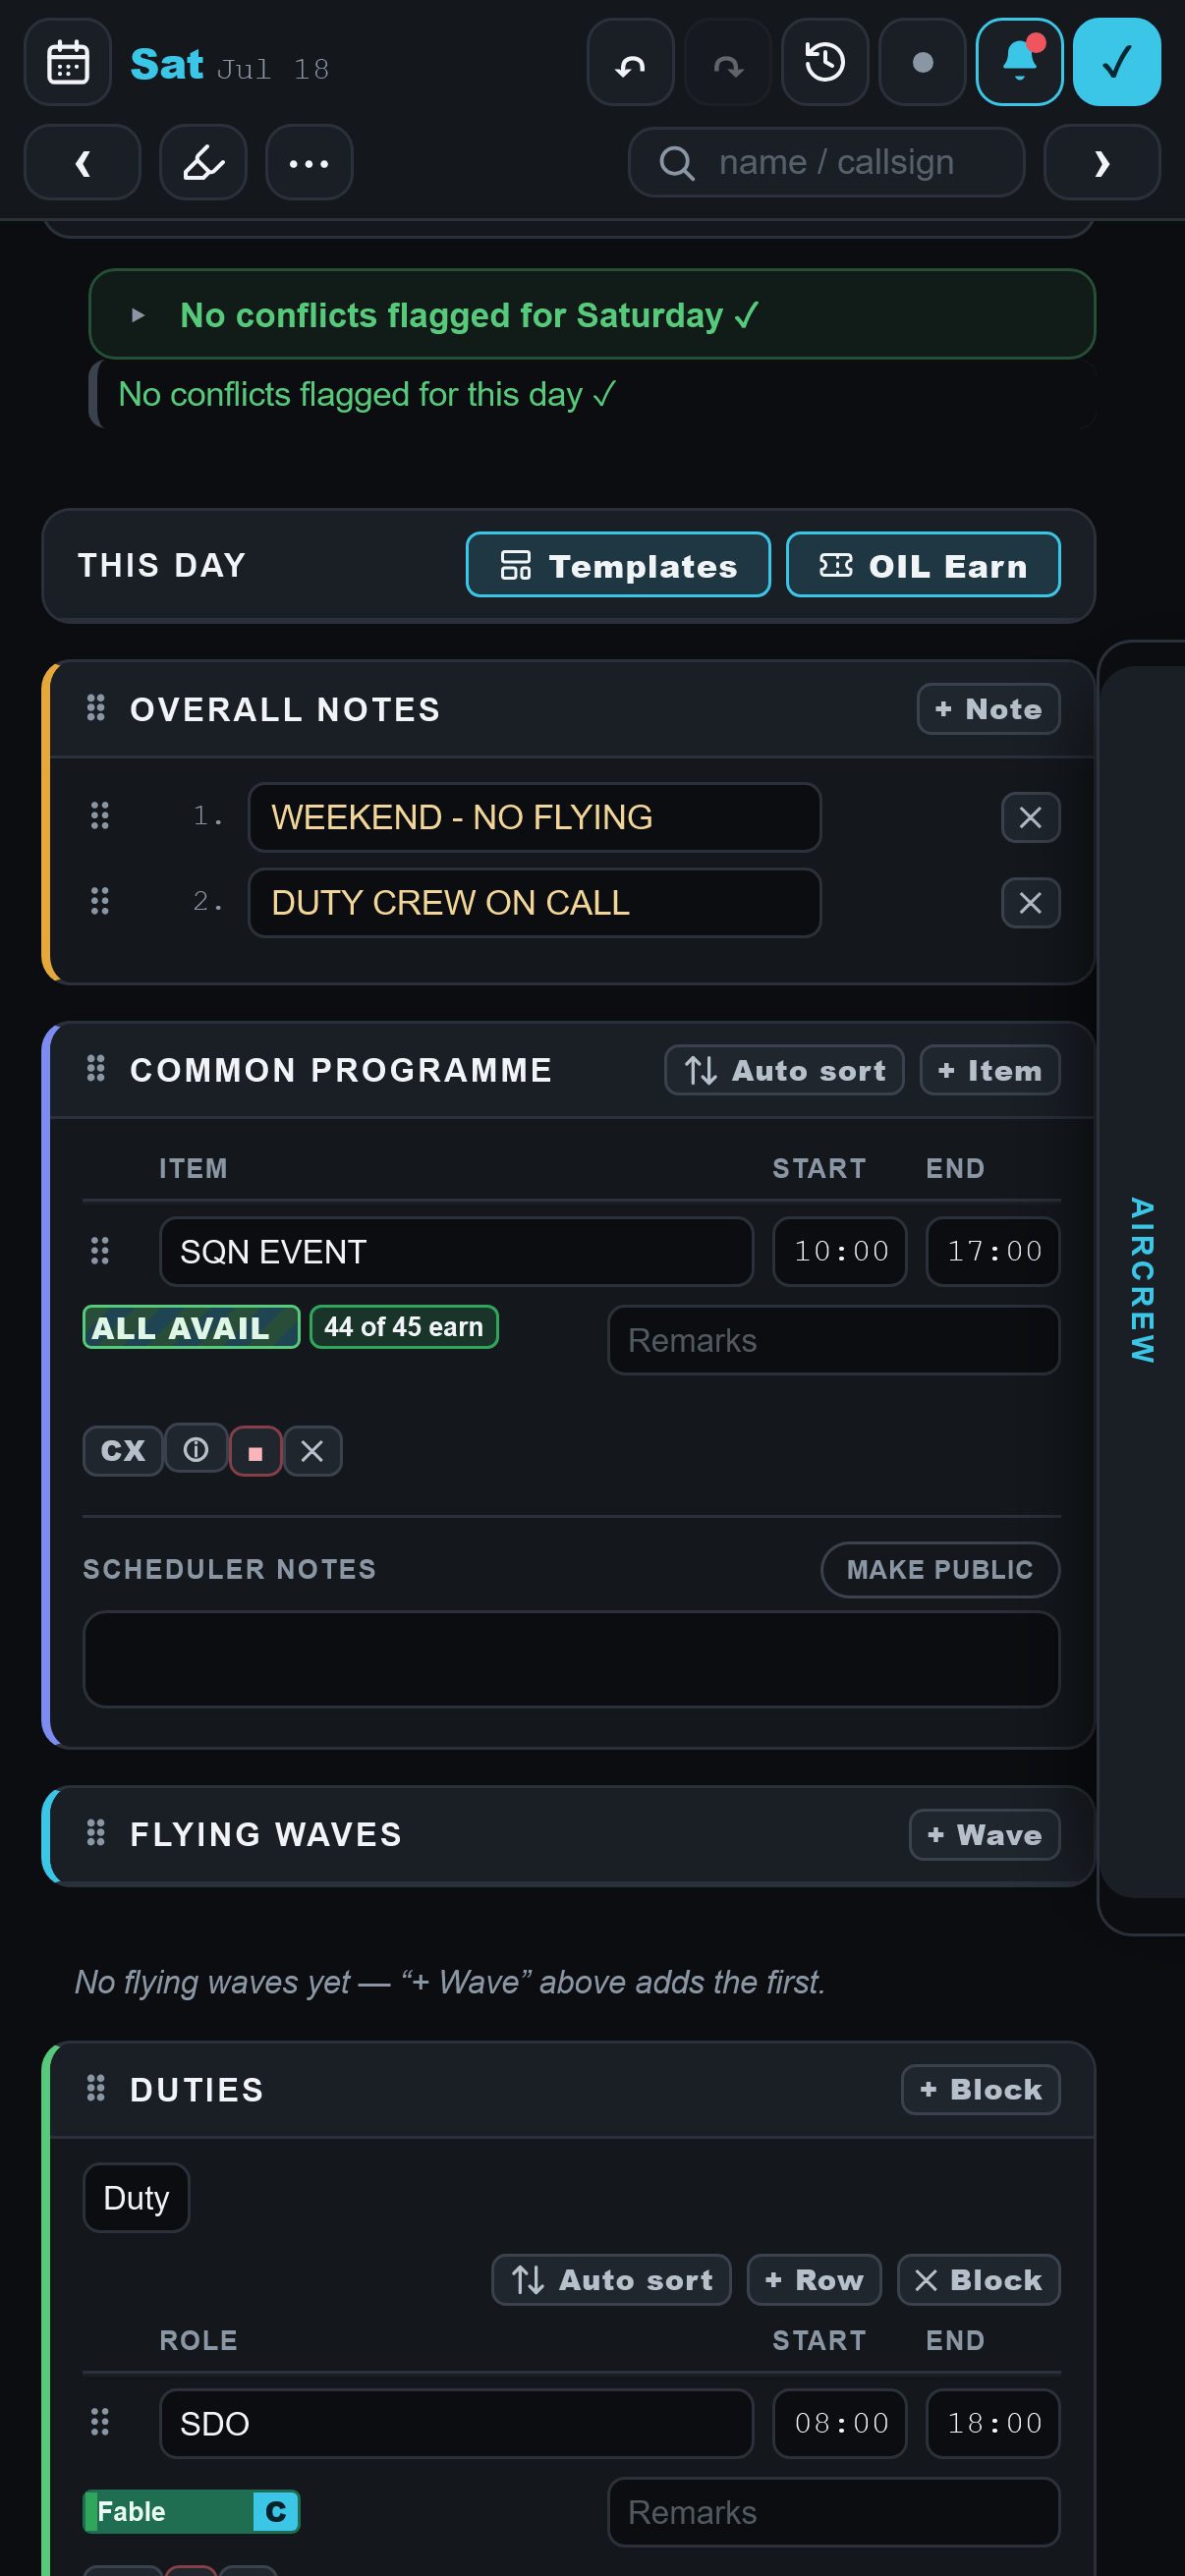 Sat Jul 18
name / callsign
No conflicts flagged for Saturday ✓
No conflicts flagged for this day ✓
THIS DAY
Templates
OIL Earn
OVERALL NOTES
+ Note
1. WEEKEND - NO FLYING
2. DUTY CREW ON CALL
COMMON PROGRAMME
Auto sort
+ Item
ITEM START END
SQN EVENT 10:00 17:00
ALL AVAIL 44 of 45 earn Remarks
CX
SCHEDULER NOTES
MAKE PUBLIC
AIRCREW
FLYING WAVES
+ Wave
No flying waves yet — “+ Wave” above adds the first.
DUTIES
+ Block
Duty
Auto sort
+ Row
× Block
ROLE START END
SDO 08:00 18:00
Fable C Remarks